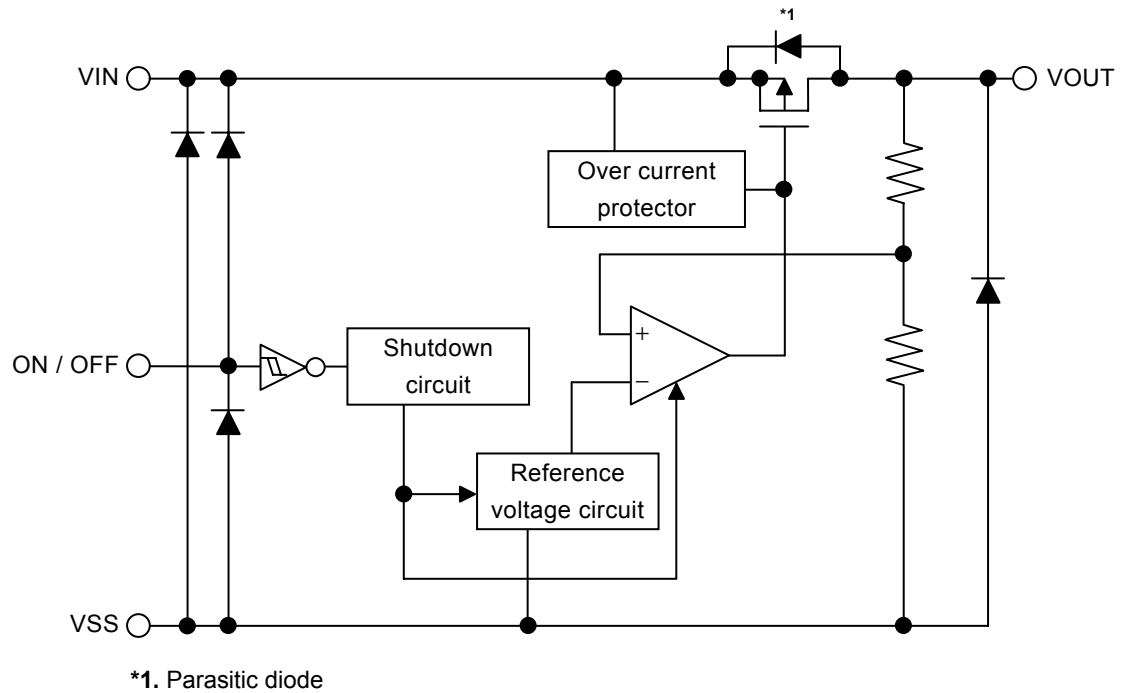 *1
VIN
VOUT
Over current
protector
+
−
ON / OFF
Shutdown
circuit
Reference
voltage circuit
VSS
*1. Parasitic diode